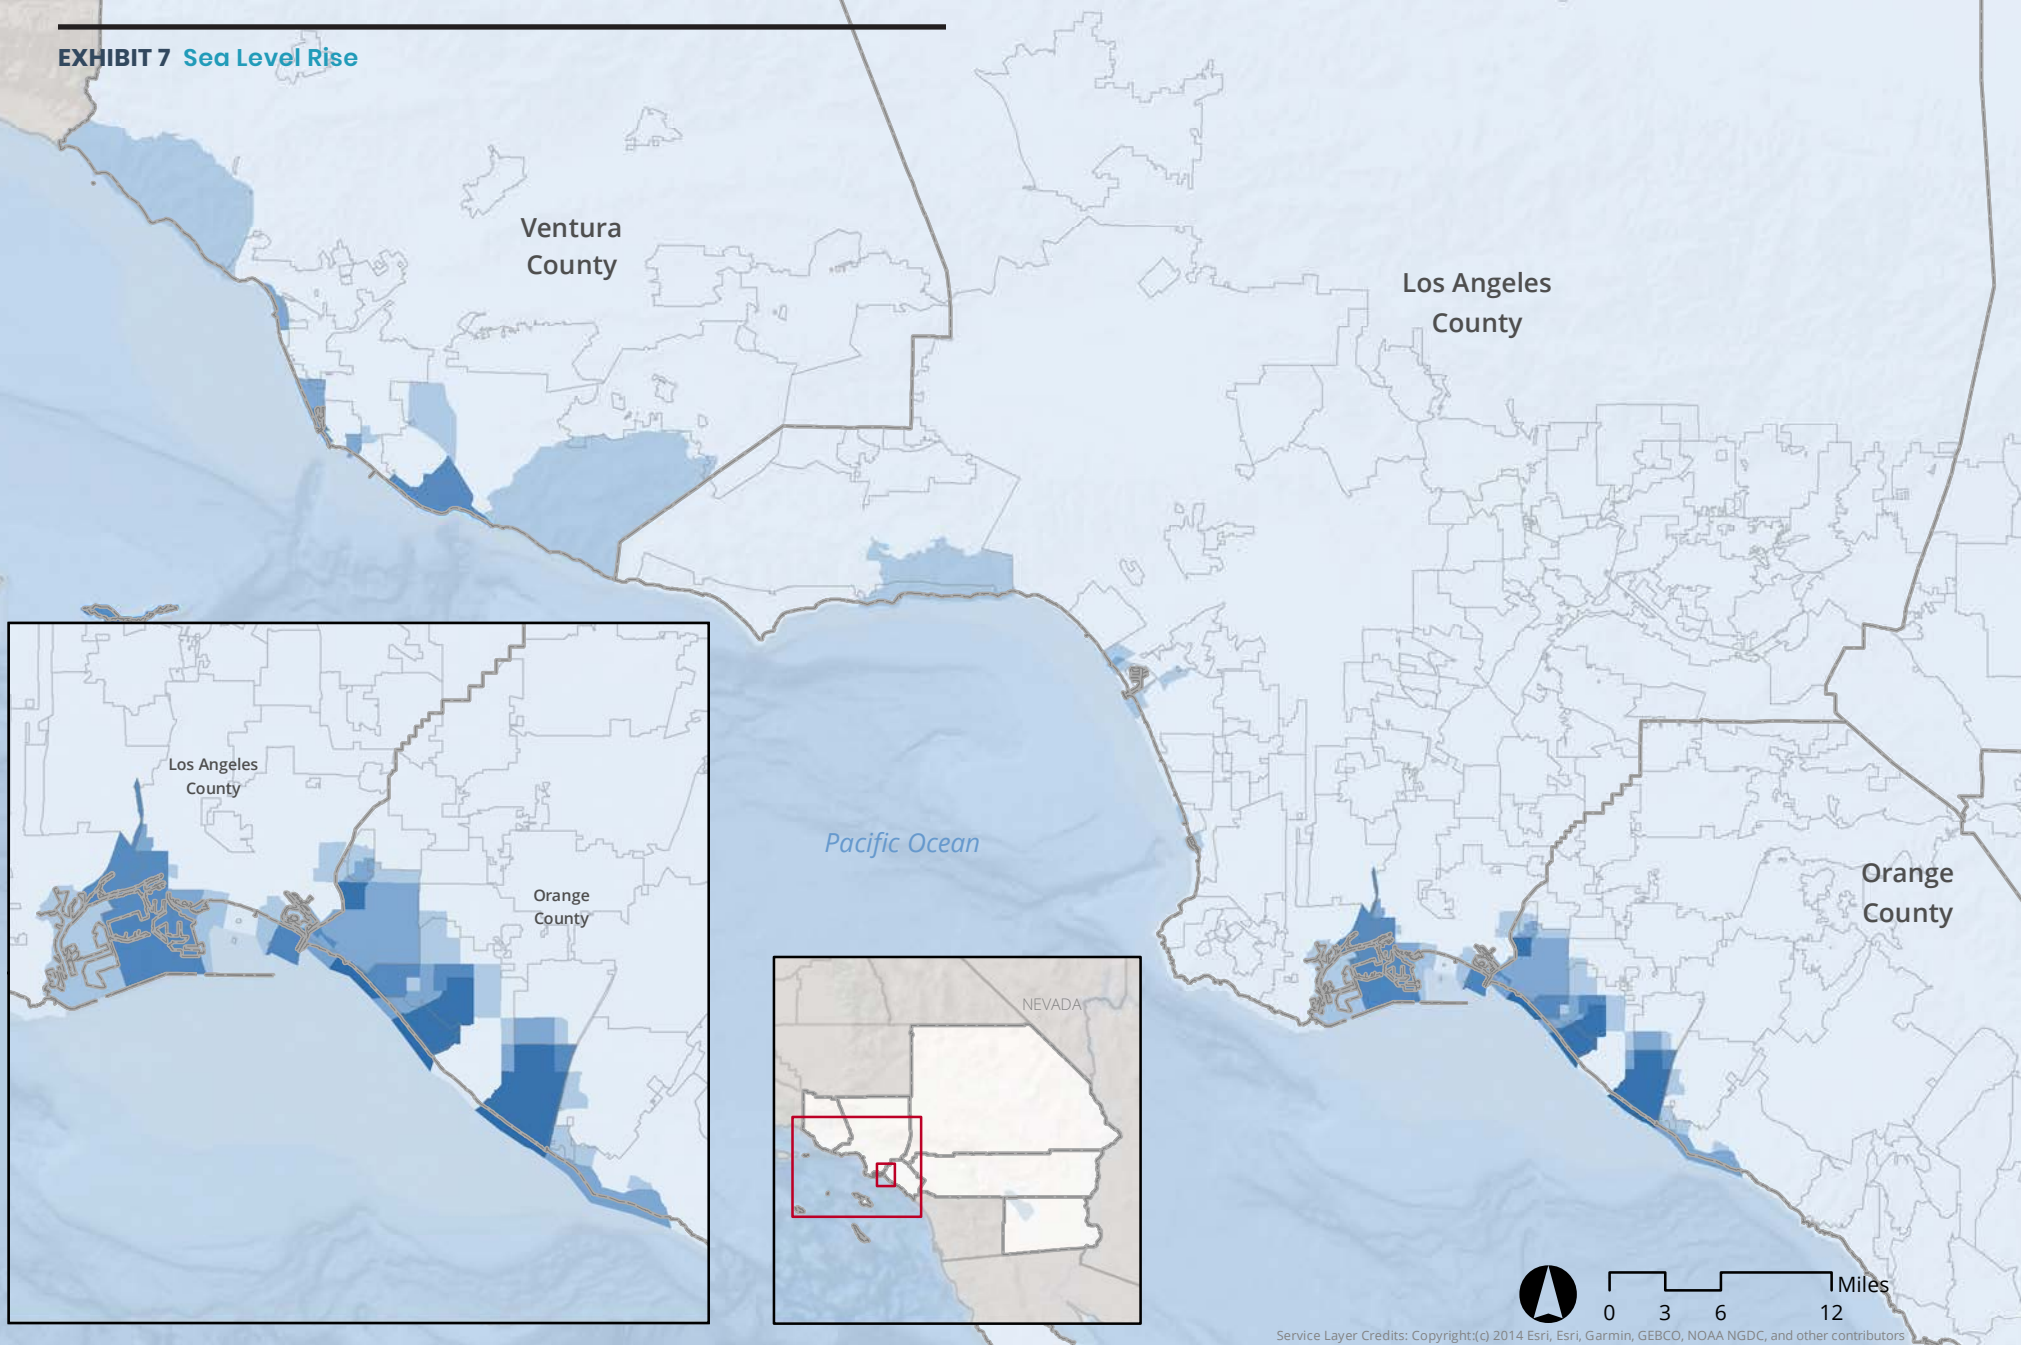 EXHIBIT 7 Sea Level Rise
Ventura
County
Los Angeles
County
Pacific Ocean
Orange
County
Los Angeles
County
Orange
County
NEVADA
Miles
0 3 6 12
Service Layer Credits: Copyright:(c) 2014 Esri, Esri, Garmin, GEBCO, NOAA NGDC, and other contributors